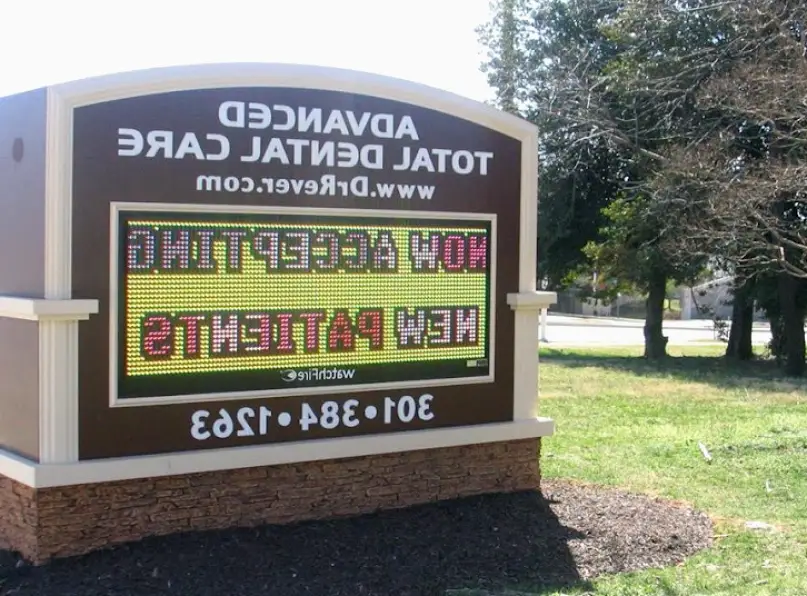 ADVANCED
TOTAL DENTAL CARE
www.DrRever.com
NOW ACCEPTING
NEW PATIENTS
watchFire
301•384•1263